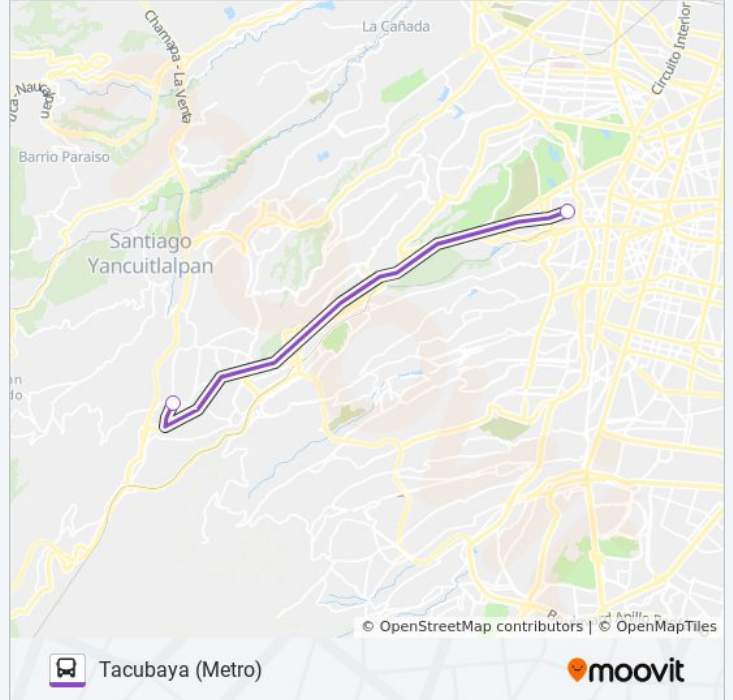 La Cañada
Chamapa - La Venta
Circuito Interior
Barrio Paraiso
Santiago
Yancuitlalpan
© OpenStreetMap contributors | © OpenMapTiles
Tacubaya (Metro)
moovit